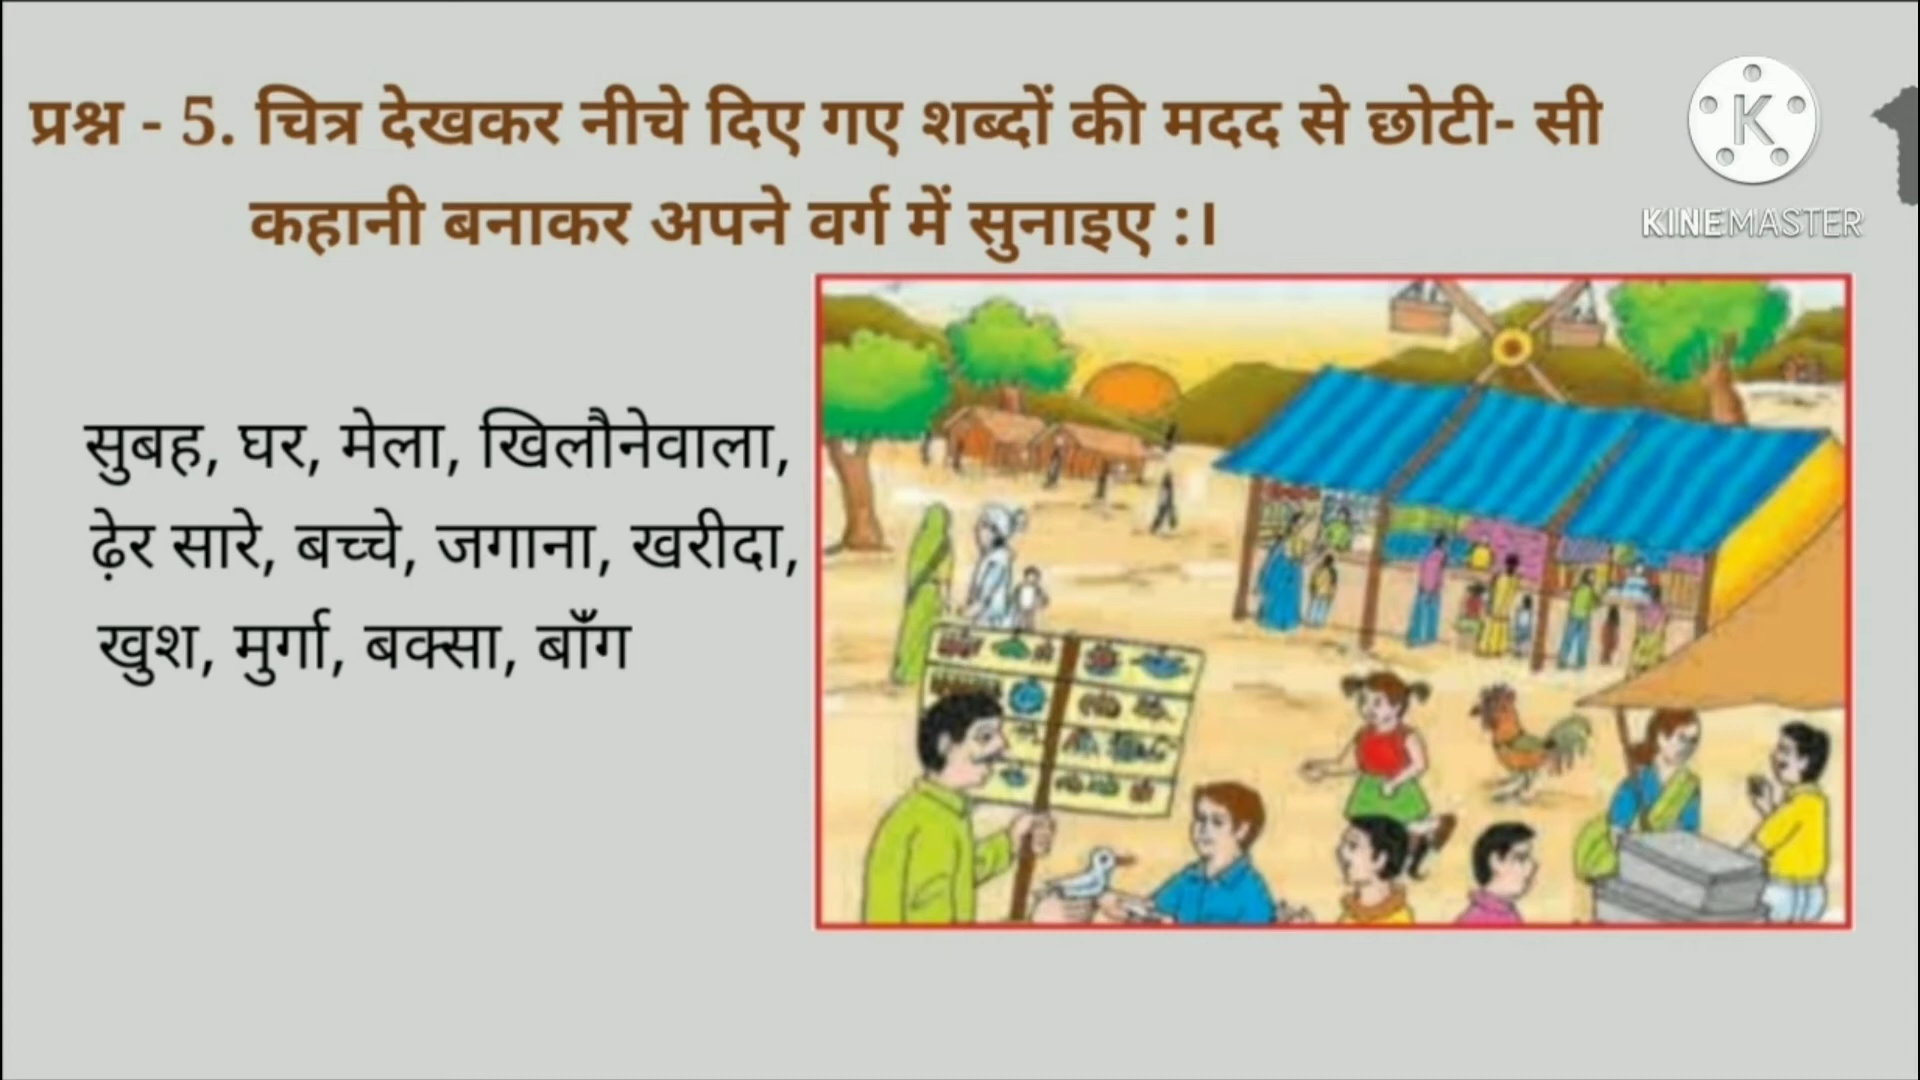 प्रश्न - 5. चित्र देखकर नीचे दिए गए शब्दों की मदद से छोटी- सी
कहानी बनाकर अपने वर्ग में सुनाइए :।
K
KINEMASTER
सुबह, घर, मेला, खिलौनेवाला,
ढ़ेर सारे, बच्चे, जगाना, खरीदा,
खुश, मुर्गा, बक्सा, बाँग